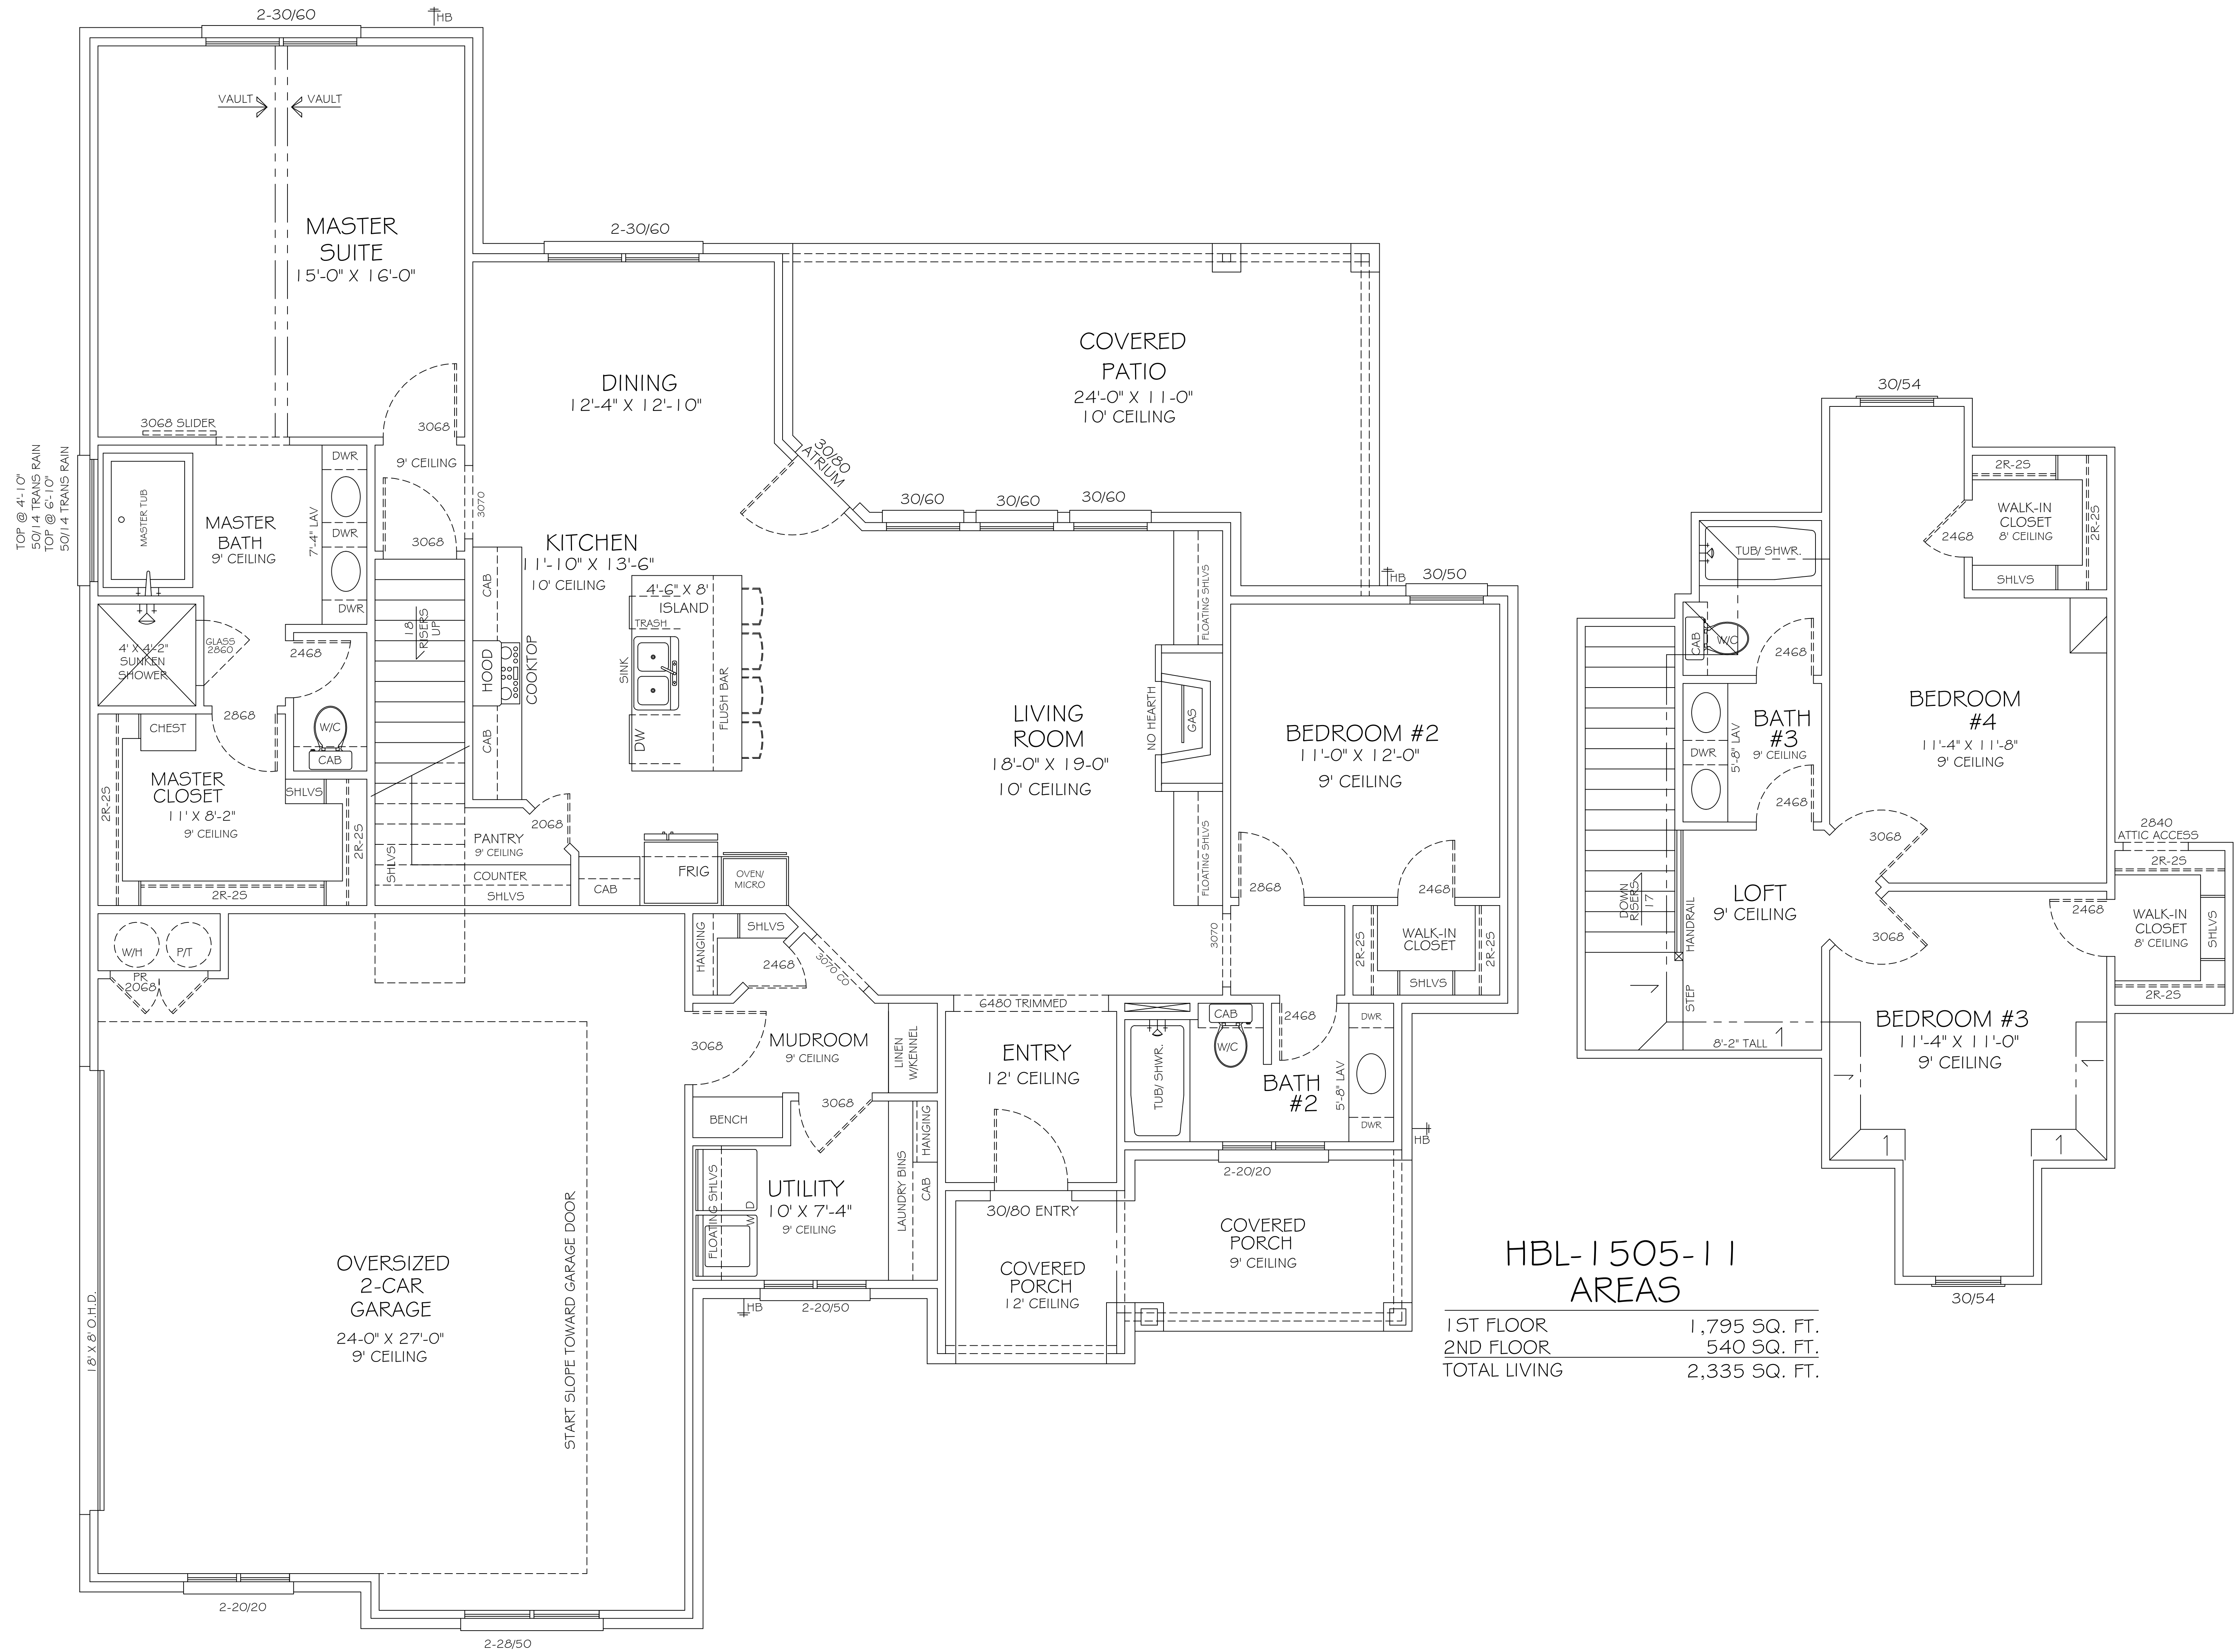 2-30/60
HB
VAULT
VAULT
MASTER
SUITE
15'-0" X 16'-0"
3068 SLIDER
3068
9' CEILING
3068
3070
TOP @ 4'-10"
50/14 TRANS RAIN
TOP @ 6'-10"
50/14 TRANS RAIN
MASTER TUB
MASTER
BATH
9' CEILING
7'-4" LAV
DWR
DWR
DWR
4' X 4'-2"
SUNKEN
SHOWER
GLASS
2860
2468
2868
W/C
CAB
CHEST
MASTER
CLOSET
11' X 8'-2"
9' CEILING
SHLVS
2R-2S
2R-2S
2R-2S
18
RISERS
UP
2-30/60
DINING
12'-4" X 12'-10"
COVERED
PATIO
24'-0" X 11-0"
10' CEILING
30/80
ATRIUM
30/60
30/60
30/60
KITCHEN
11'-10" X 13'-6"
10' CEILING
CAB
HOOD
COOKTOP
CAB
4'-6" X 8'
ISLAND
TRASH
SINK
DW
FLUSH BAR
2068
PANTRY
9' CEILING
SHLVS
COUNTER
SHLVS
CAB
FRIG
OVEN/
MICRO
LIVING
ROOM
18'-0" X 19-0"
10' CEILING
FLOATING SHLVS
NO HEARTH
GAS
FLOATING SHLVS
HB
30/50
BEDROOM #2
11'-0" X 12'-0"
9' CEILING
2868
2468
3070
2R-2S
WALK-IN
CLOSET
SHLVS
2R-2S
W/H
P/T
PR
2068
HANGING
SHLVS
2468
3070 CO
6480 TRIMMED
3068
MUDROOM
9' CEILING
LINEN
W/KENNEL
BENCH
3068
ENTRY
12' CEILING
30/80 ENTRY
TUB/ SHWR.
CAB
W/C
2468
BATH
#2
5'-8" LAV
DWR
DWR
HB
2-20/20
FLOATING SHLVS
D
W
UTILITY
10' X 7'-4"
9' CEILING
LAUNDRY BINS
HANGING
CAB
HB
2-20/50
COVERED
PORCH
12' CEILING
COVERED
PORCH
9' CEILING
OVERSIZED
2-CAR
GARAGE
24-0" X 27'-0"
9' CEILING
18' X 8' O.H.D.
START SLOPE TOWARD GARAGE DOOR
2-20/20
2-28/50
30/54
2R-2S
WALK-IN
CLOSET
8' CEILING
2R-2S
2468
SHLVS
TUB/ SHWR.
CAB
W/C
2468
BATH
#3
9' CEILING
DWR
5'-8" LAV
2468
BEDROOM
#4
11'-4" X 11'-8"
9' CEILING
3068
LOFT
9' CEILING
3068
DOWN
RISERS
17
HANDRAIL
STEP
8'-2" TALL
1
1
1
BEDROOM #3
11'-4" X 11'-0"
9' CEILING
2840
ATTIC ACCESS
2R-2S
2468
WALK-IN
CLOSET
8' CEILING
SHLVS
2R-2S
30/54
HBL-1505-11
AREAS
1ST FLOOR 1,795 SQ. FT.
2ND FLOOR 540 SQ. FT.
TOTAL LIVING 2,335 SQ. FT.